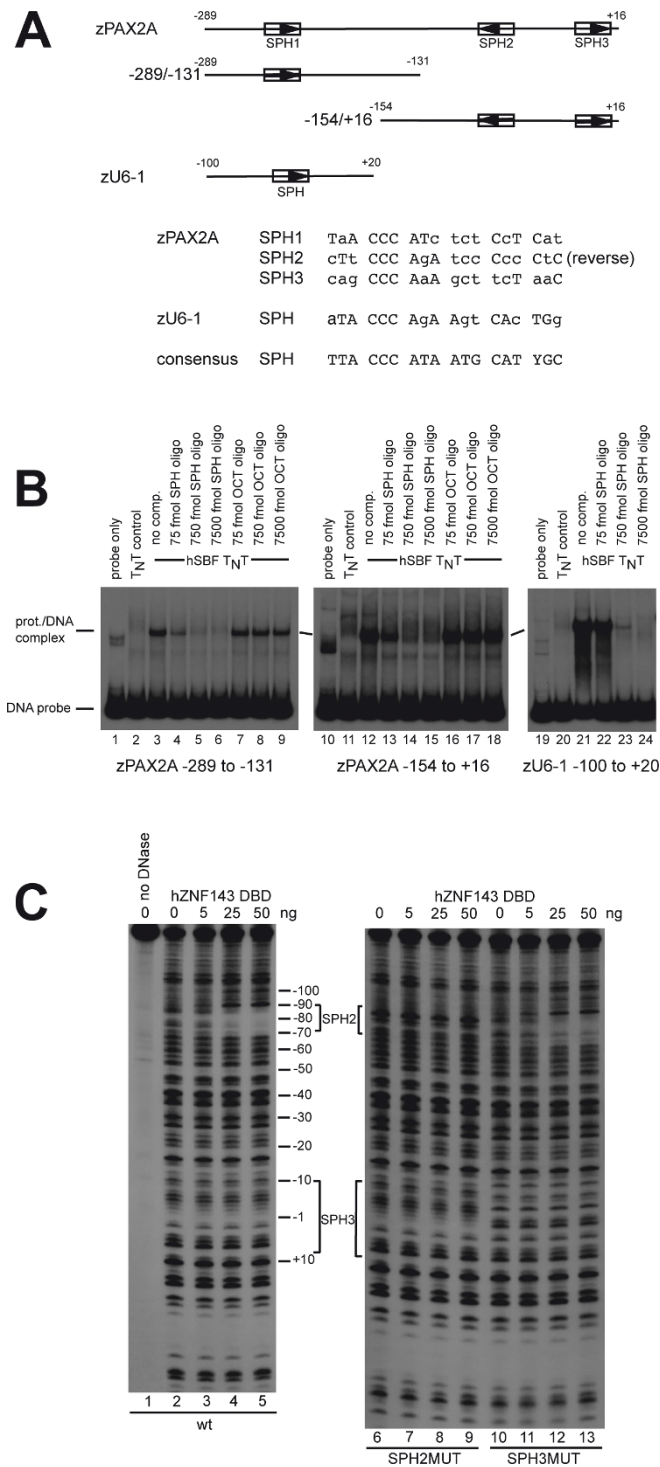 A
zPAX2A -289 +16
SPH1 SPH2 SPH3
-289/-131 -289 -131
-154/+16 -154 +16
zU6-1 -100 +20
SPH
zPAX2A SPH1 TaA CCC ATc tct CcT Cat
SPH2 cTt CCC AgA Tcc Ccc CtC (reverse)
SPH3 cag CCC AaA gct tcT aaC
zU6-1 SPH aTA CCC AgA Agt CAc TGg
consensus SPH TTA CCC ATA ATG CAT YGC
B
probe only
TNT control
no comp.
75 fmol SPH oligo
750 fmol SPH oligo
7500 fmol SPH oligo
75 fmol OCT oligo
750 fmol OCT oligo
7500 fmol OCT oligo
hSBF TNT
probe only
TNT control
no comp.
75 fmol SPH oligo
750 fmol SPH oligo
7500 fmol SPH oligo
75 fmol OCT oligo
750 fmol OCT oligo
7500 fmol OCT oligo
hSBF TNT
probe only
TNT control
no comp.
75 fmol SPH oligo
750 fmol SPH oligo
7500 fmol SPH oligo
hSBF TNT
prot./DNA
complex
DNA probe
1 2 3 4 5 6 7 8 9
zPAX2A -289 to -131
10 11 12 13 14 15 16 17 18
zPAX2A -154 to +16
19 20 21 22 23 24
zU6-1 -100 to +20
C
no DNase
hZNF143 DBD
0 0 5 25 50 ng
-100
-90
-80
-70
-60
-50
-40
-30
-20
-10
-1
+10
SPH2
SPH3
1 2 3 4 5
wt
hZNF143 DBD
0 5 25 50 0 5 25 50 ng
6 7 8 9 10 11 12 13
SPH2MUT SPH3MUT